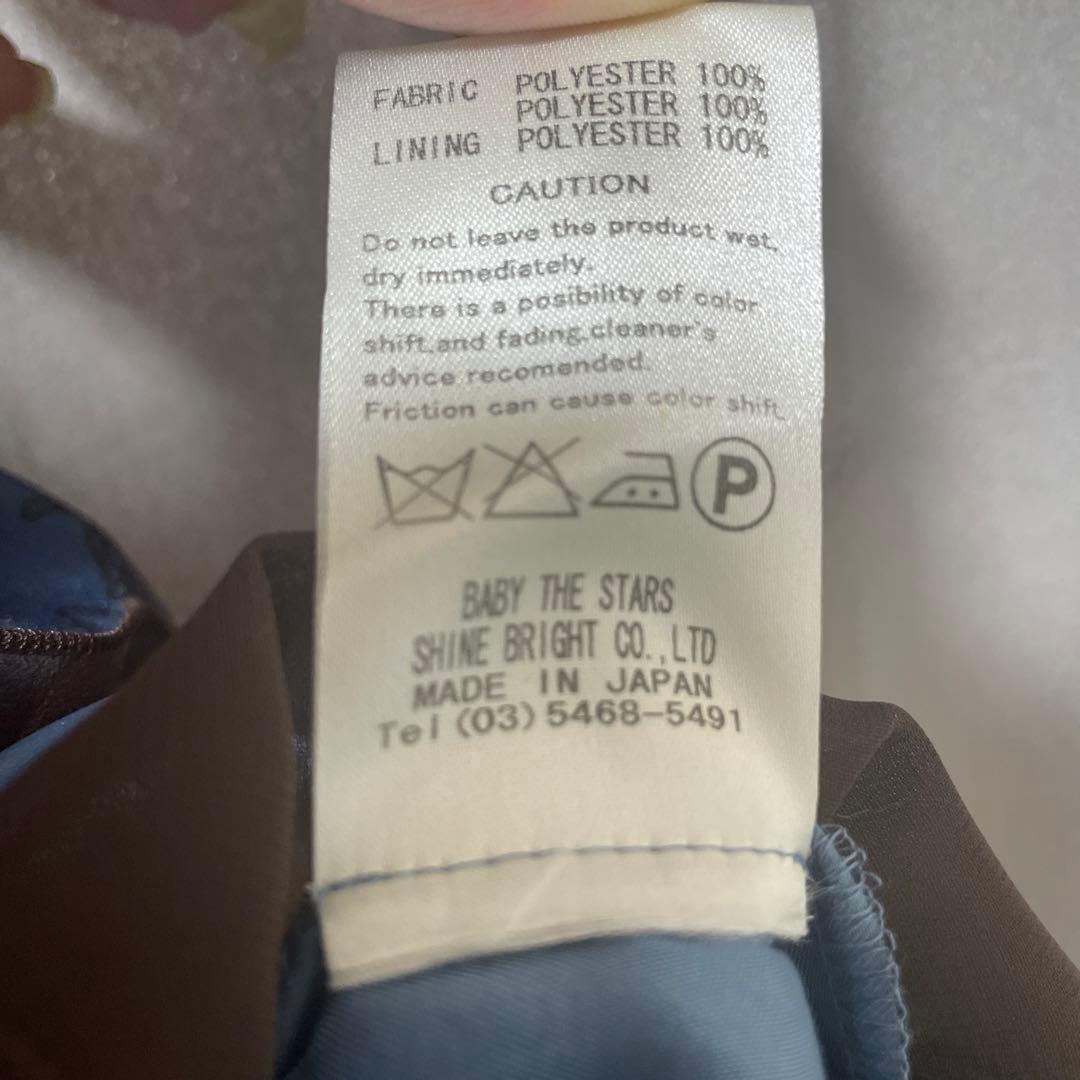 FABRIC POLYESTER 100%
POLYESTER 100%
LINING POLYESTER 100%
CAUTION
Do not leave the product wet,
dry immediately.
There is a posibility of color
shift,and fading,cleaner's
advice recomended.
Friction can cause color shift,
P
BABY THE STARS
SHINE BRIGHT CO.,LTD
MADE IN JAPAN
Tel (03) 5468-5491